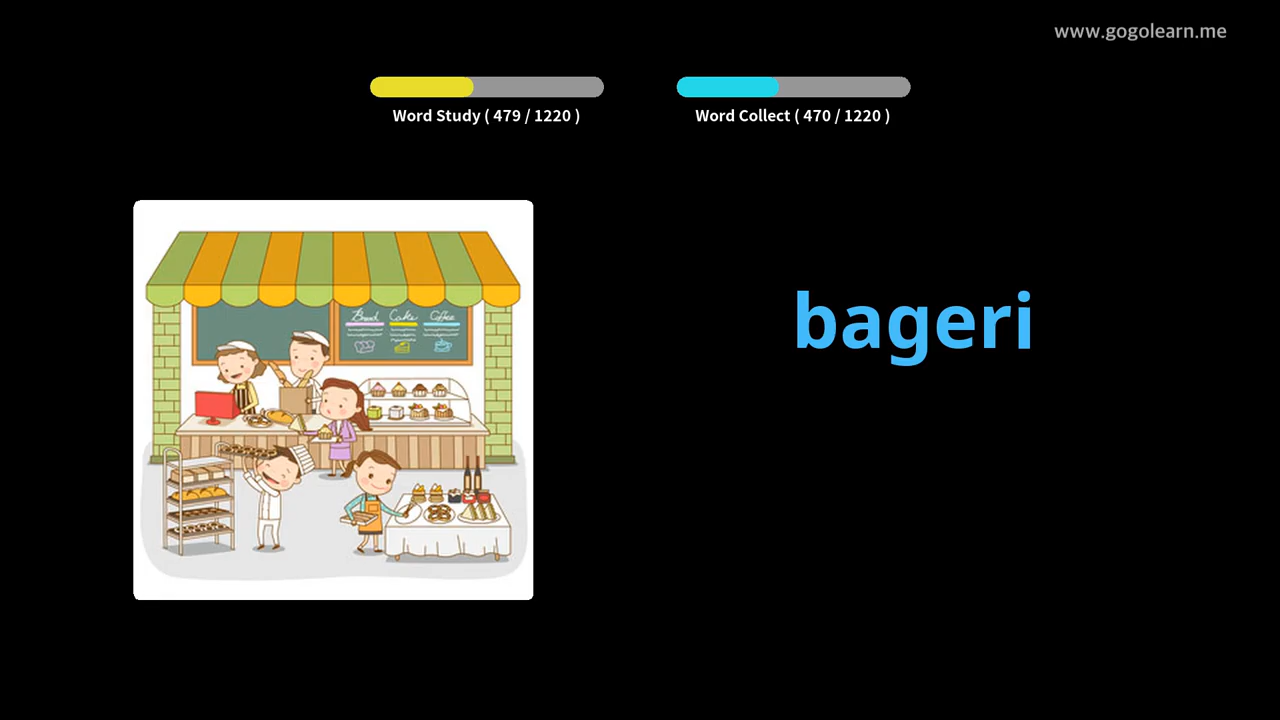 www.gogolearn.me
Word Study ( 479 / 1220 )
Word Collect ( 470 / 1220 )
Bread Cake Coffee
bageri